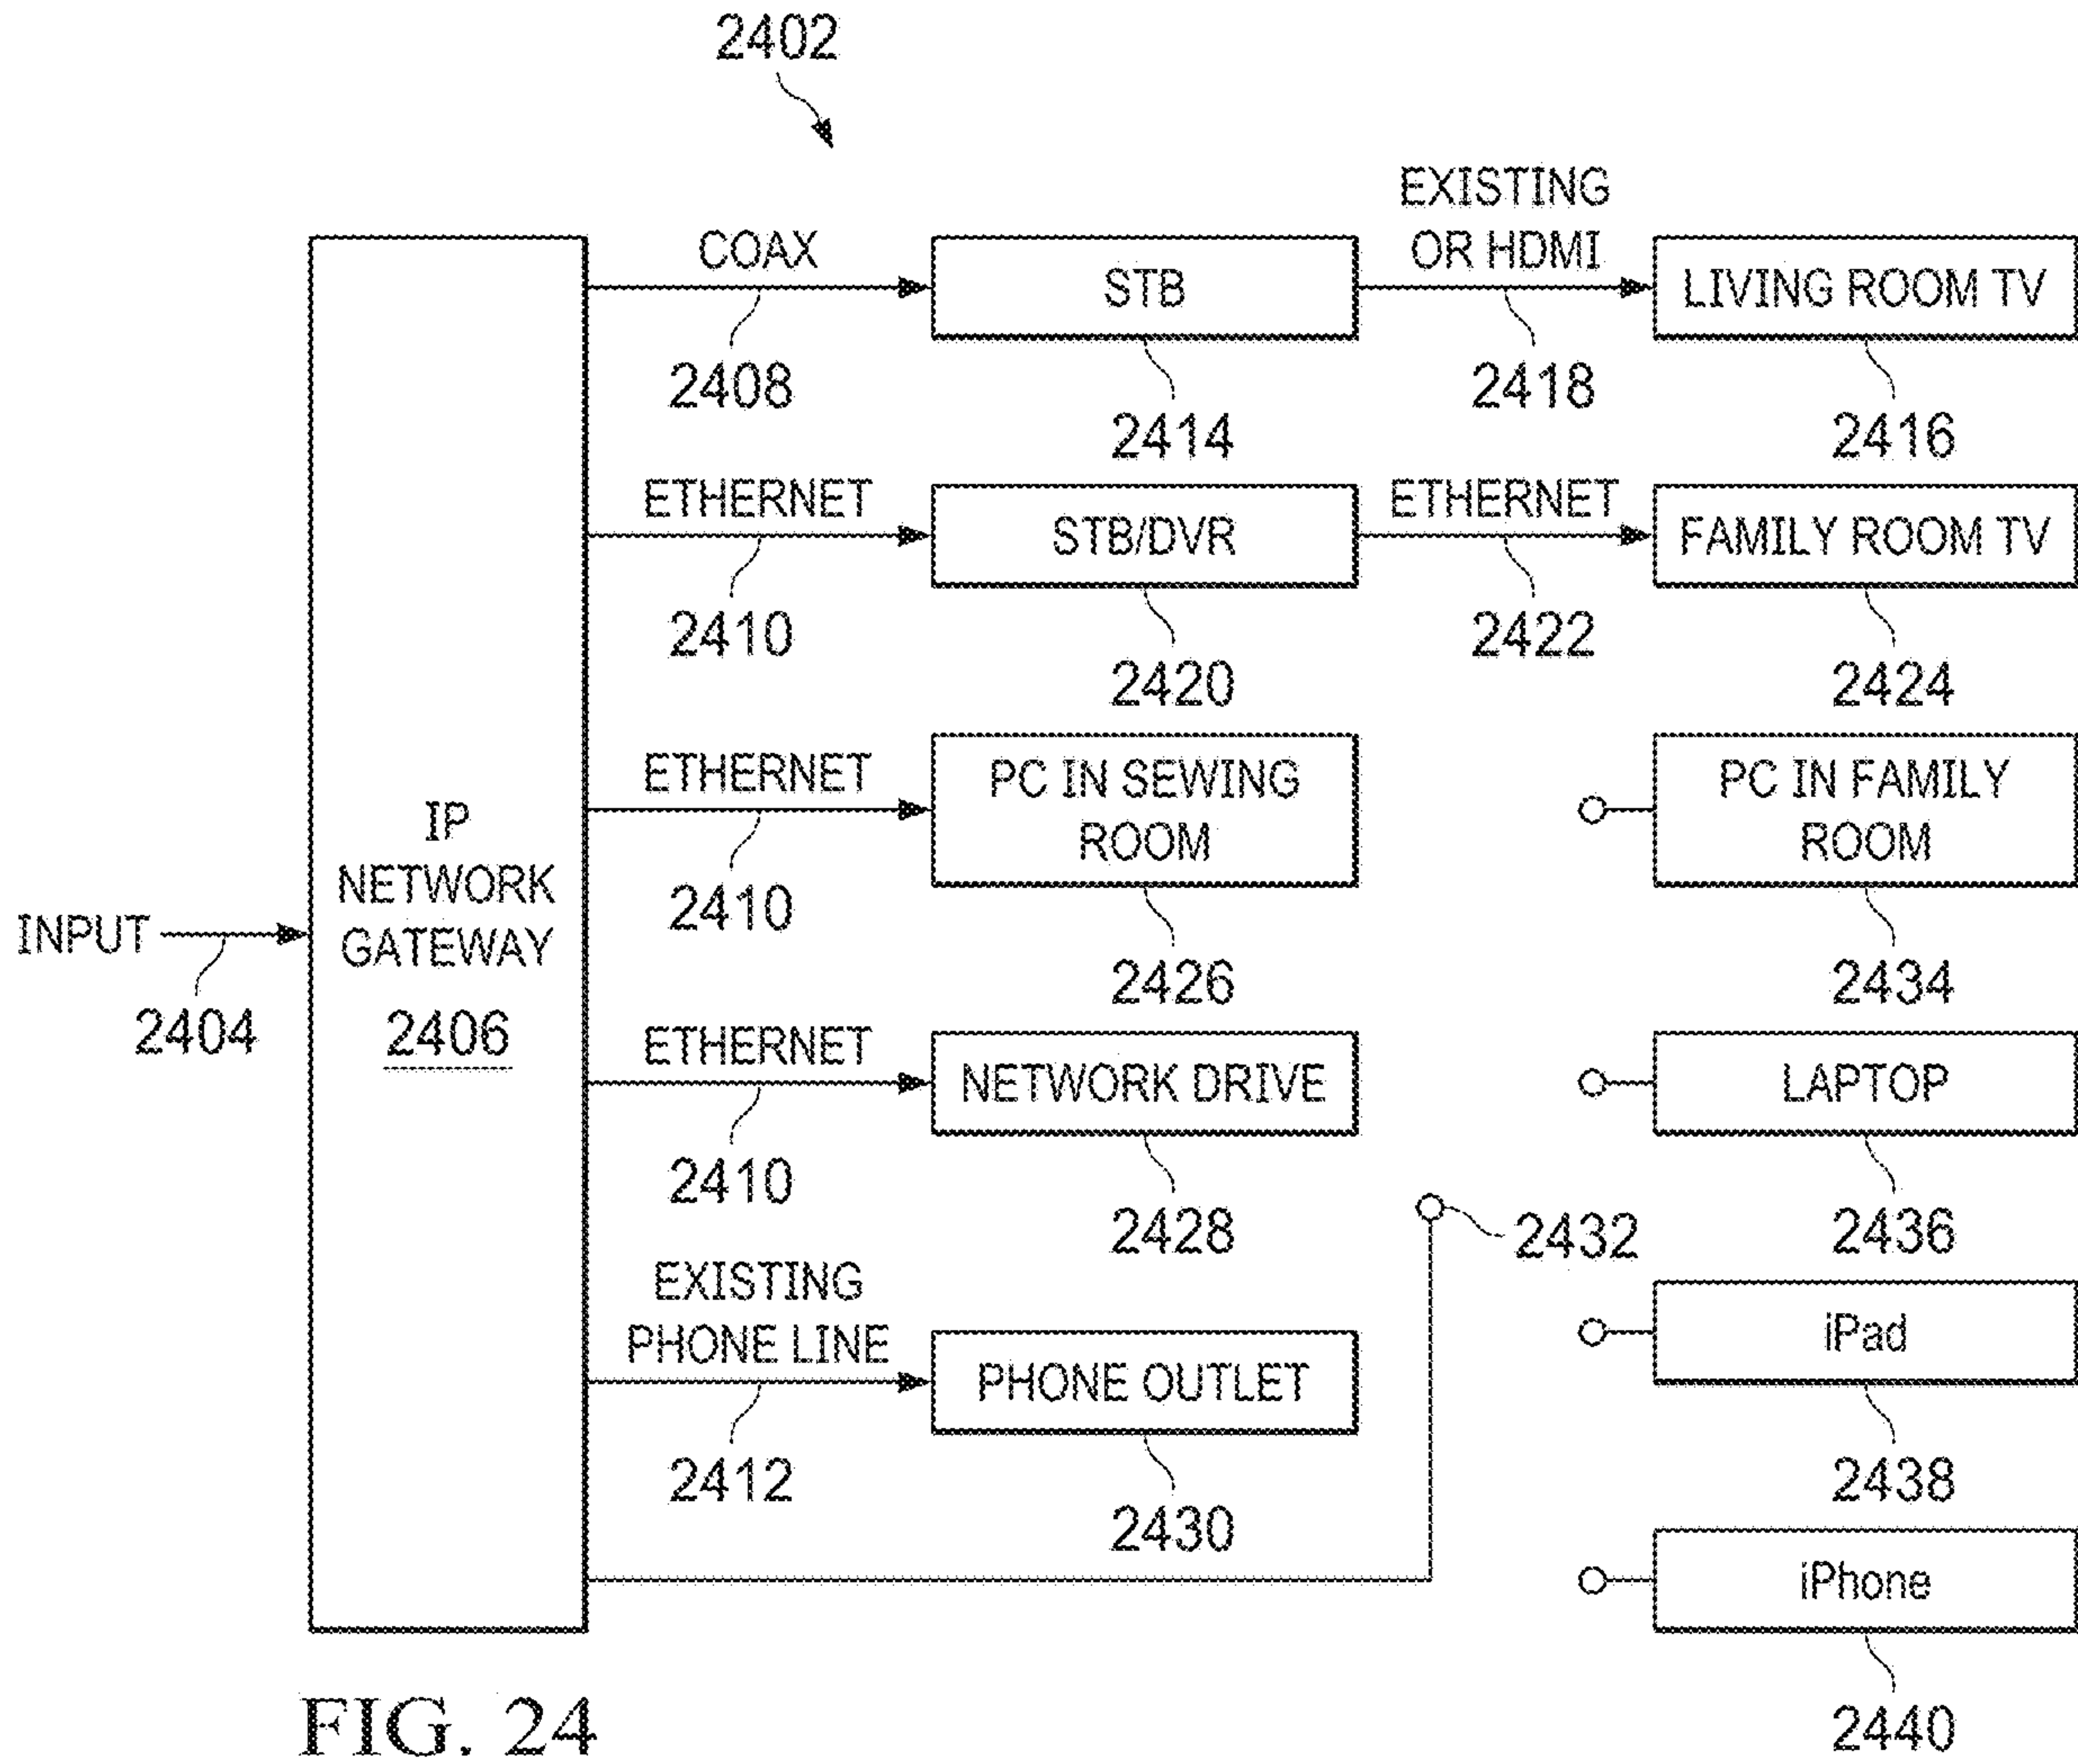 2402
EXISTING
COAX
OR HDMI
STB
LIVING ROOM TV
2408
2418
2414
2416
ETHERNET
ETHERNET
STB/DVR
FAMILY ROOM TV
2410
2422
2420
2424
ETHERNET
PC IN SEWING
ROOM
PC IN FAMILY
ROOM
2410
2426
2434
IP
NETWORK
GATEWAY
2406
INPUT
2404
ETHERNET
NETWORK DRIVE
LAPTOP
2410
2428
2432
2436
EXISTING
PHONE LINE
PHONE OUTLET
iPad
2412
2430
2438
iPhone
2440
FIG. 24